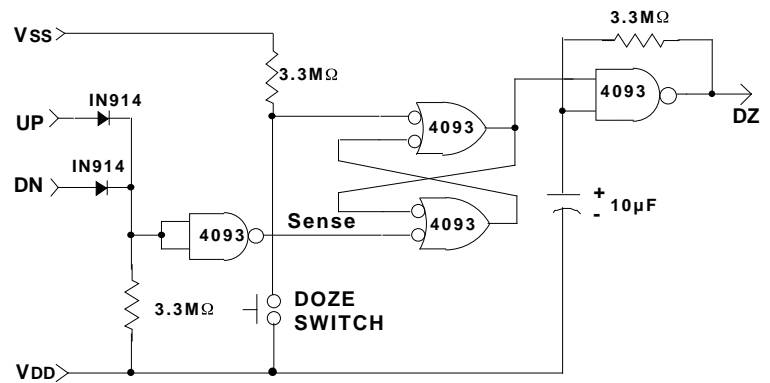 VSS
3.3MΩ
3.3MΩ
IN914
UP
4093
4093
DZ
IN914
DN
4093
+
-
10µF
4093
Sense
3.3MΩ
DOZE
SWITCH
VDD